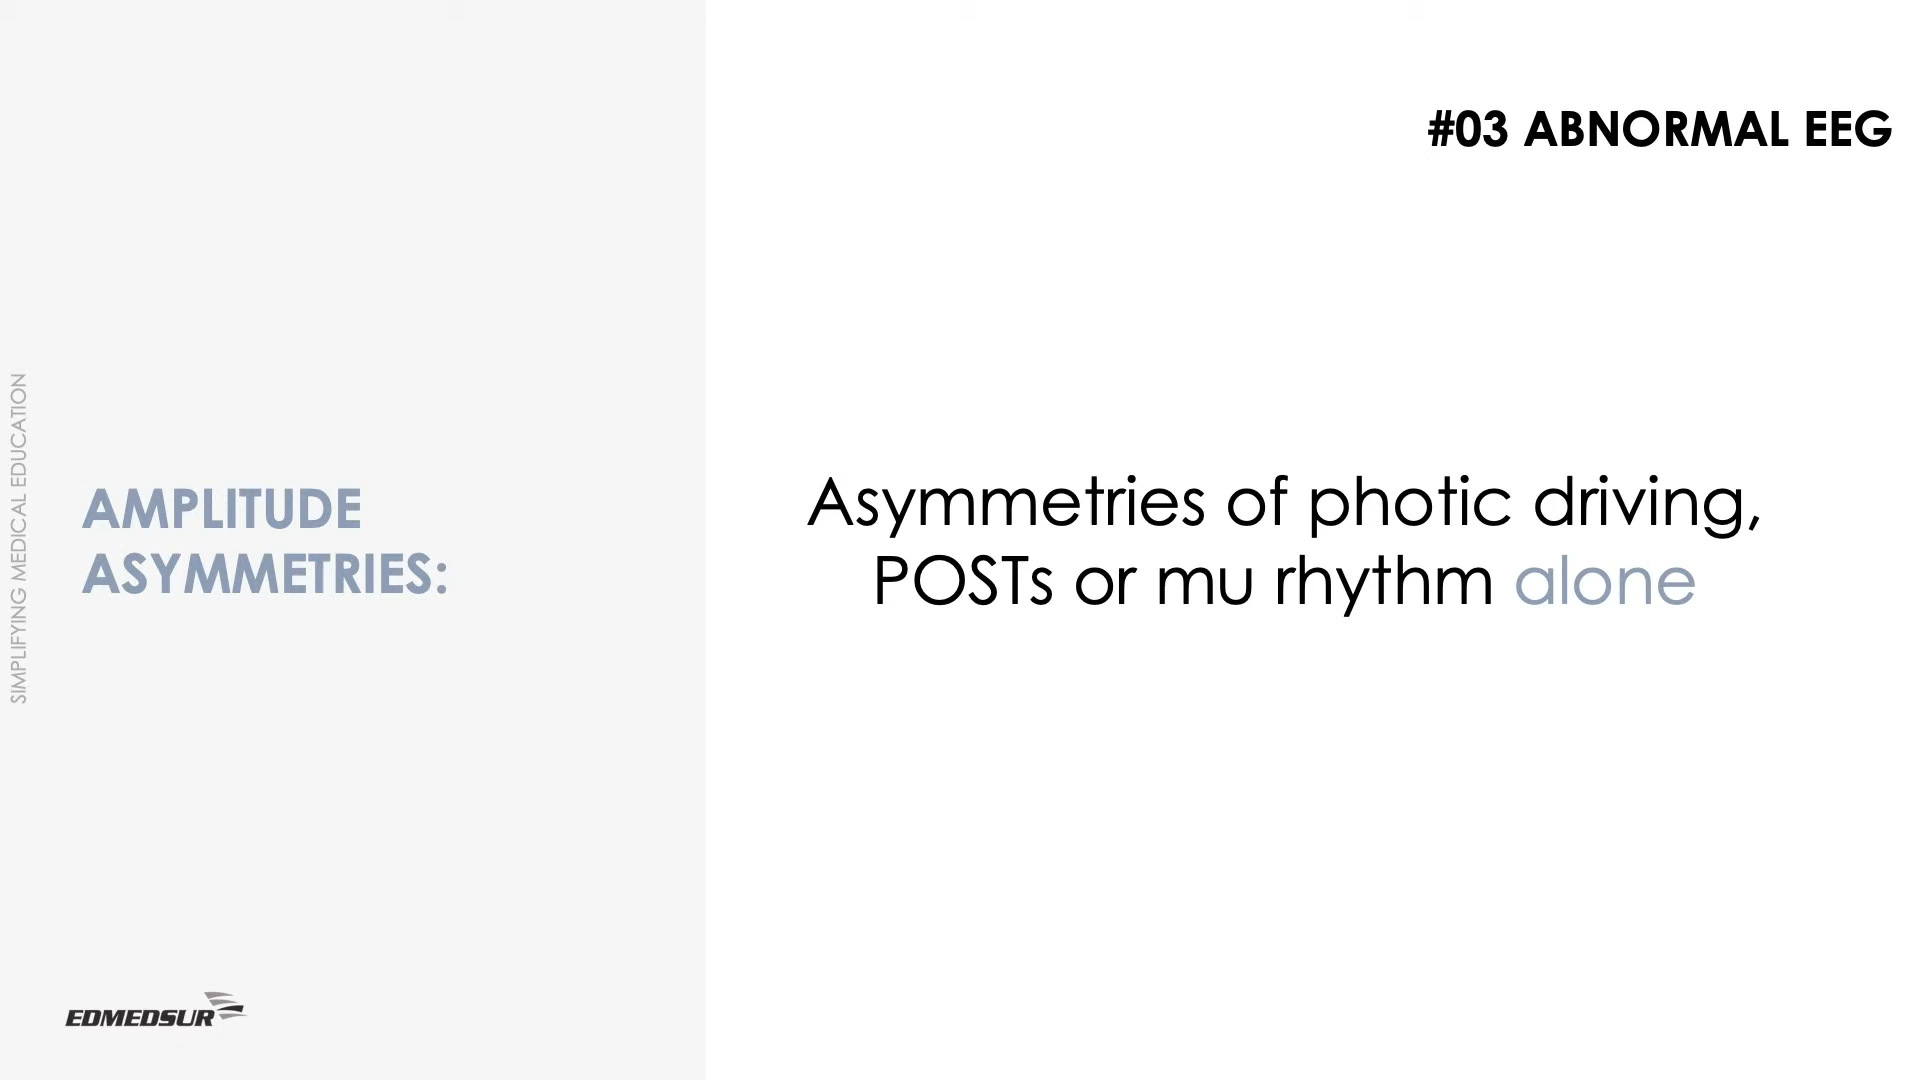 #03 ABNORMAL EEG
SIMPLIFYING MEDICAL EDUCATION
AMPLITUDE
ASYMMETRIES:
Asymmetries of photic driving,
POSTs or mu rhythm alone
EDMEDSUR